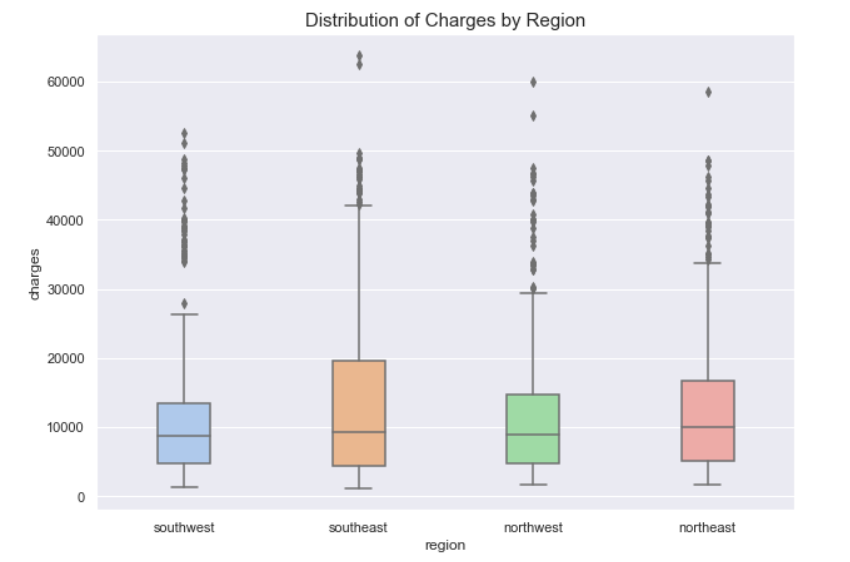 Distribution of Charges by Region
60000
50000
40000
30000
20000
10000
0
charges
southwest southeast northwest northeast
region